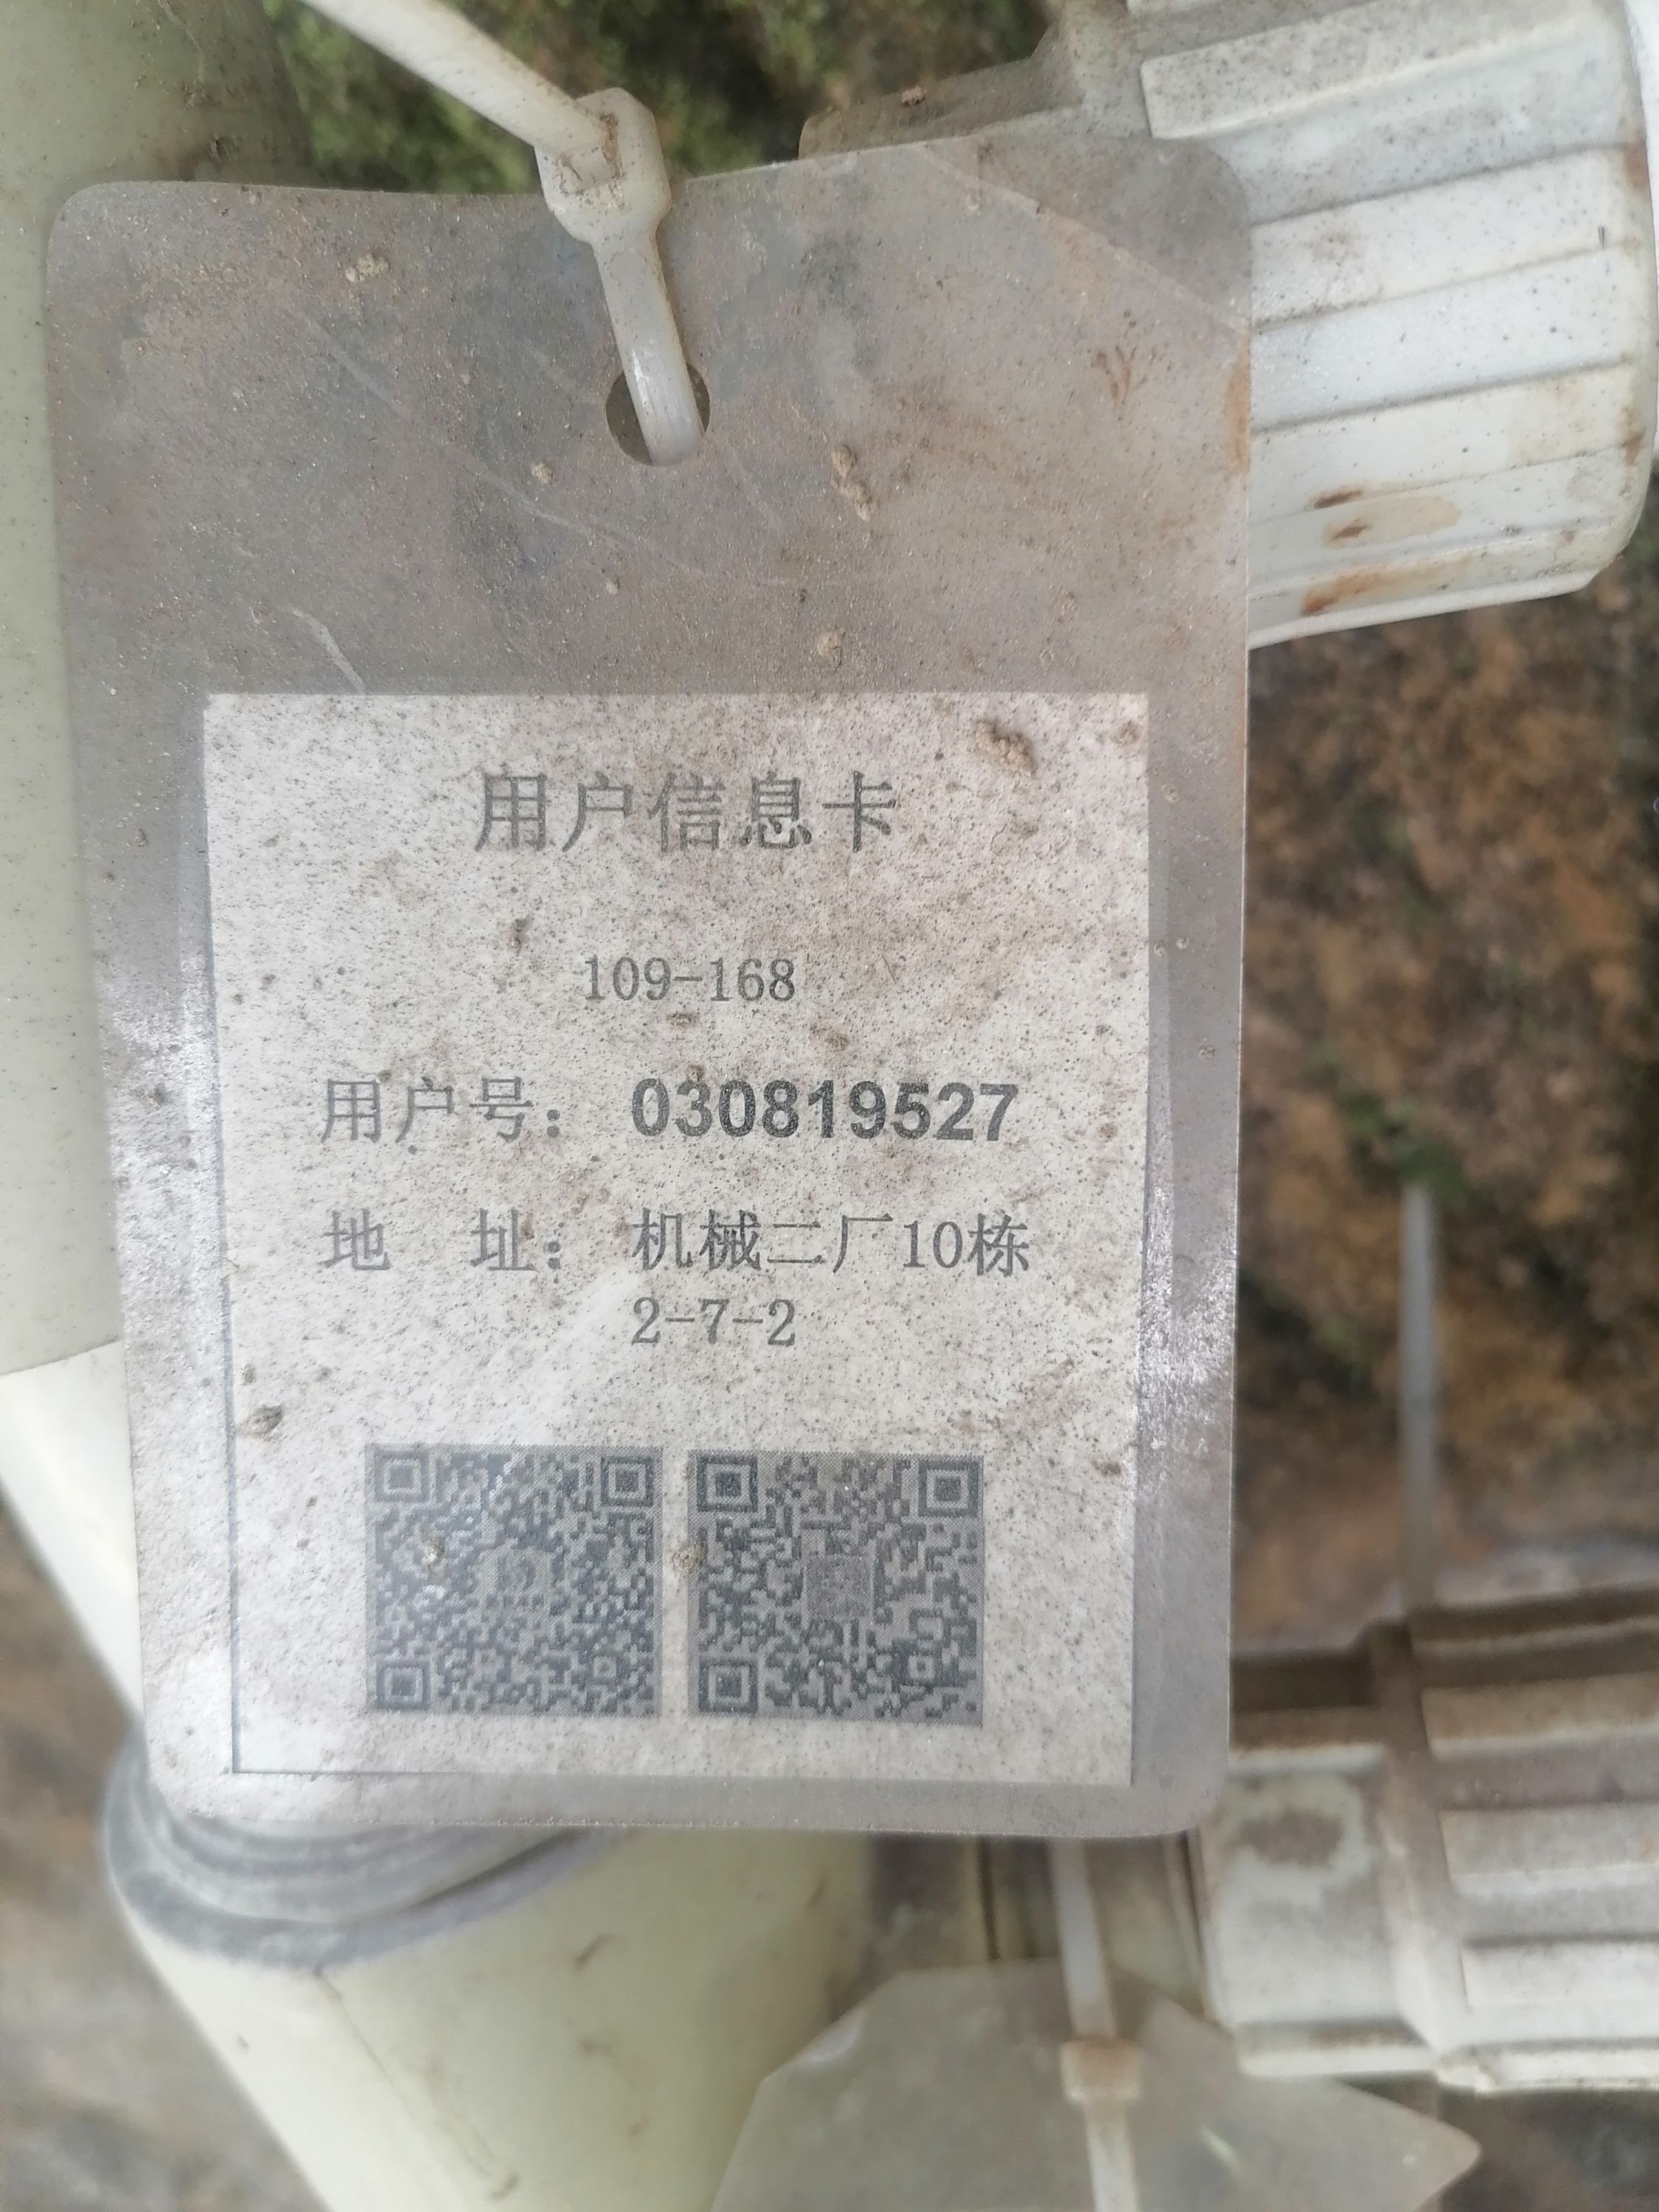 用户信息卡
109-168
用户号： 030819527
地　址： 机械二厂10栋
2-7-2